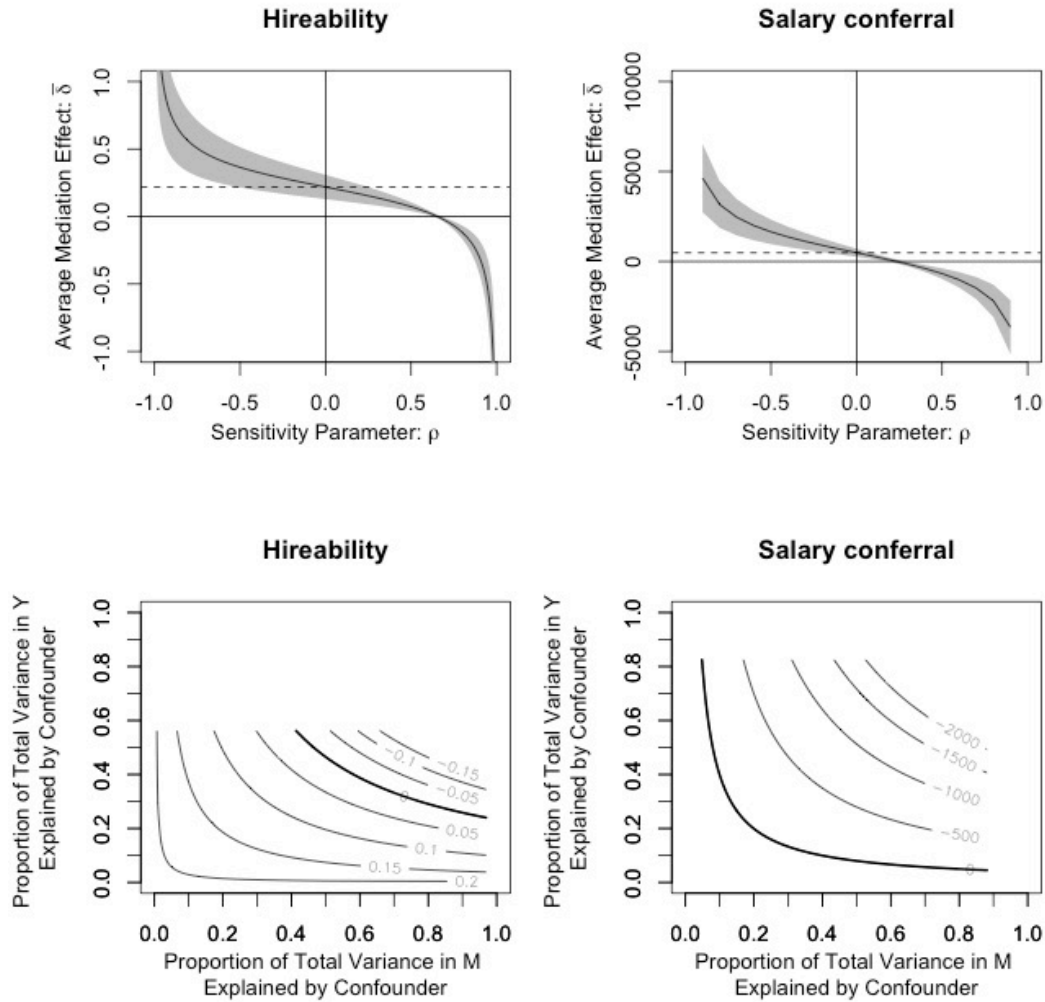 Hireability
Average Mediation Effect: δ̅
1.0
0.5
0.0
-0.5
-1.0
-1.0 -0.5 0.0 0.5 1.0
Sensitivity Parameter: ρ
Salary conferral
Average Mediation Effect: δ̅
10000
5000
0
-5000
-1.0 -0.5 0.0 0.5 1.0
Sensitivity Parameter: ρ
Hireability
Proportion of Total Variance in Y
Explained by Confounder
1.0
0.8
0.6
0.4
0.2
0.0
-0.15
-0.1
-0.05
0
0.05
0.1
0.15
0.2
0.0 0.2 0.4 0.6 0.8 1.0
Proportion of Total Variance in M
Explained by Confounder
Salary conferral
Proportion of Total Variance in Y
Explained by Confounder
1.0
0.8
0.6
0.4
0.2
0.0
-2000
-1500
-1000
-500
0
0.0 0.2 0.4 0.6 0.8 1.0
Proportion of Total Variance in M
Explained by Confounder